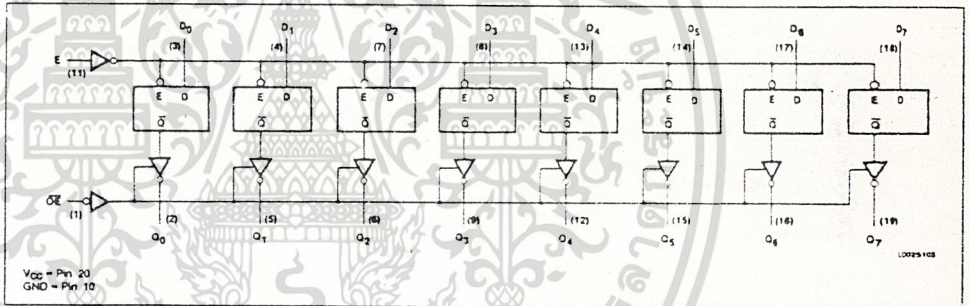 D0 D1 D2 D3 D4 D5 D6 D7
(3) (4) (7) (8) (13) (14) (17) (18)
E
(11)
E D E D E D E D E D E D E D E D
Q̅ Q̅ Q̅ Q̅ Q̅ Q̅ Q̅ Q̅
O̅E̅
(1)
(2) (5) (6) (9) (12) (15) (16) (19)
Q0 Q1 Q2 Q3 Q4 Q5 Q6 Q7
VCC = Pin 20
GND = Pin 10